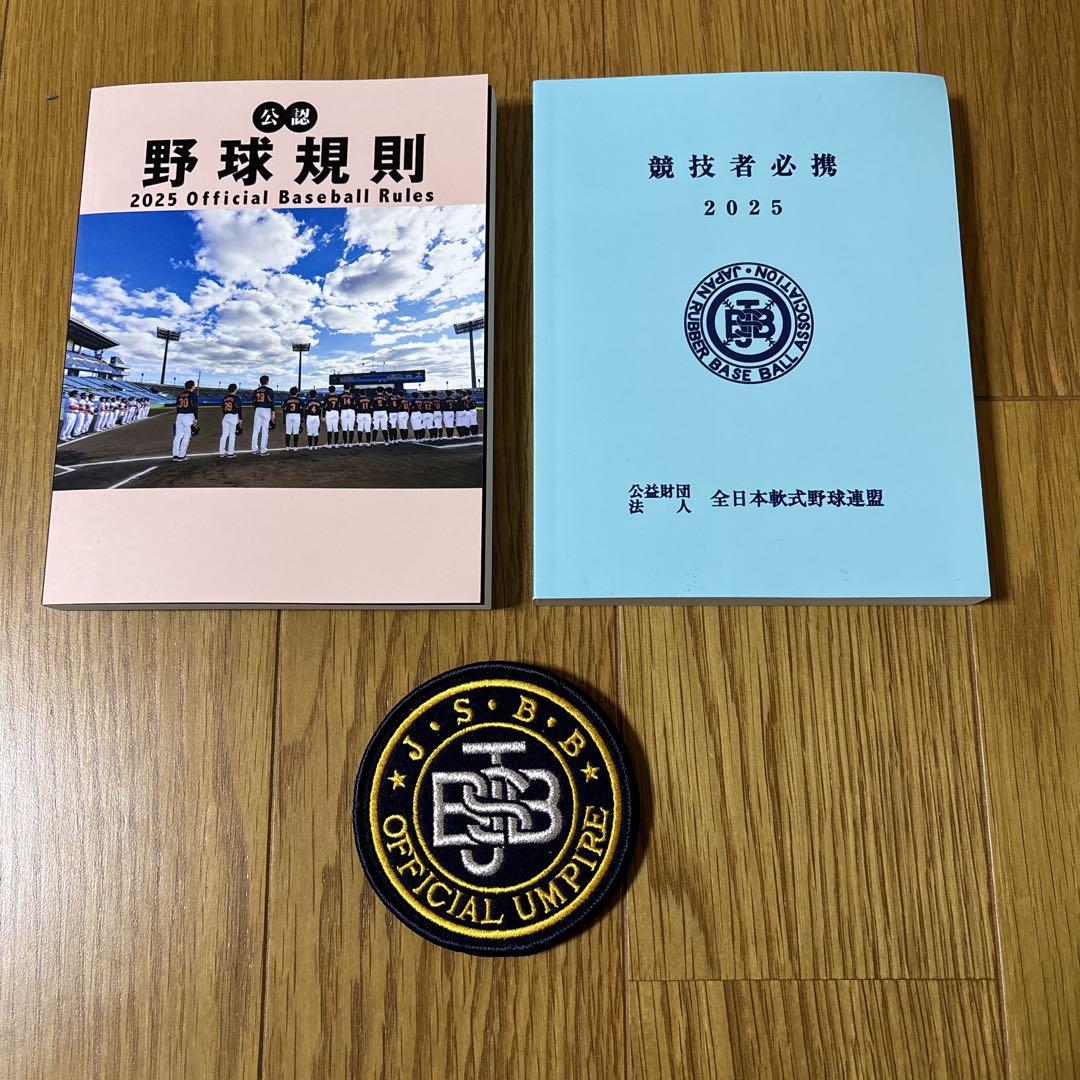 公認
野球規則
2025 Official Baseball Rules
30
3
競技者必携
2025
JAPAN RUBBER BASE BALL ASSOCIATION
JSBB
公益財団
法人 全日本軟式野球連盟
J・S・B・B
OFFICIAL UMPIRE
JSBB